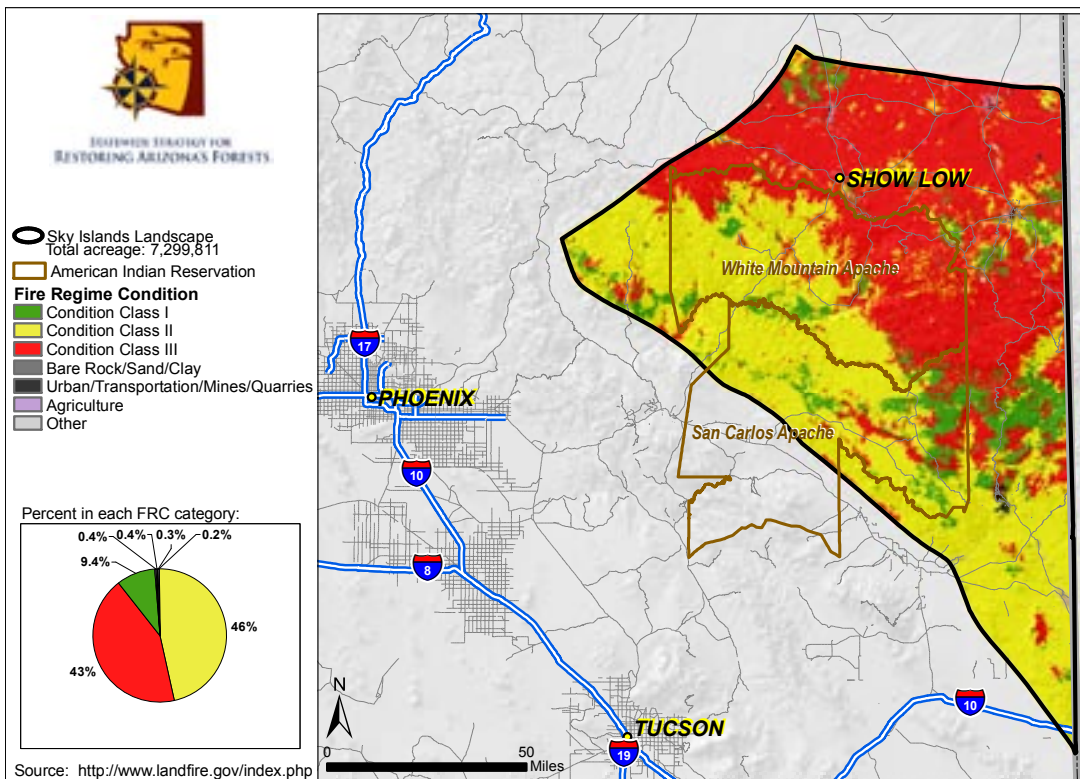 STATEWIDE STRATEGY FOR
RESTORING ARIZONA'S FORESTS
Sky Islands Landscape
Total acreage: 7,299,811
American Indian Reservation
Fire Regime Condition
Condition Class I
Condition Class II
Condition Class III
Bare Rock/Sand/Clay
Urban/Transportation/Mines/Quarries
Agriculture
Other
Percent in each FRC category:
0.4%
0.4%
0.3%
0.2%
9.4%
46%
43%
Source: http://www.landfire.gov/index.php
SHOW LOW
White Mountain Apache
17
PHOENIX
San Carlos Apache
10
8
10
TUCSON
19
N
0 50
Miles